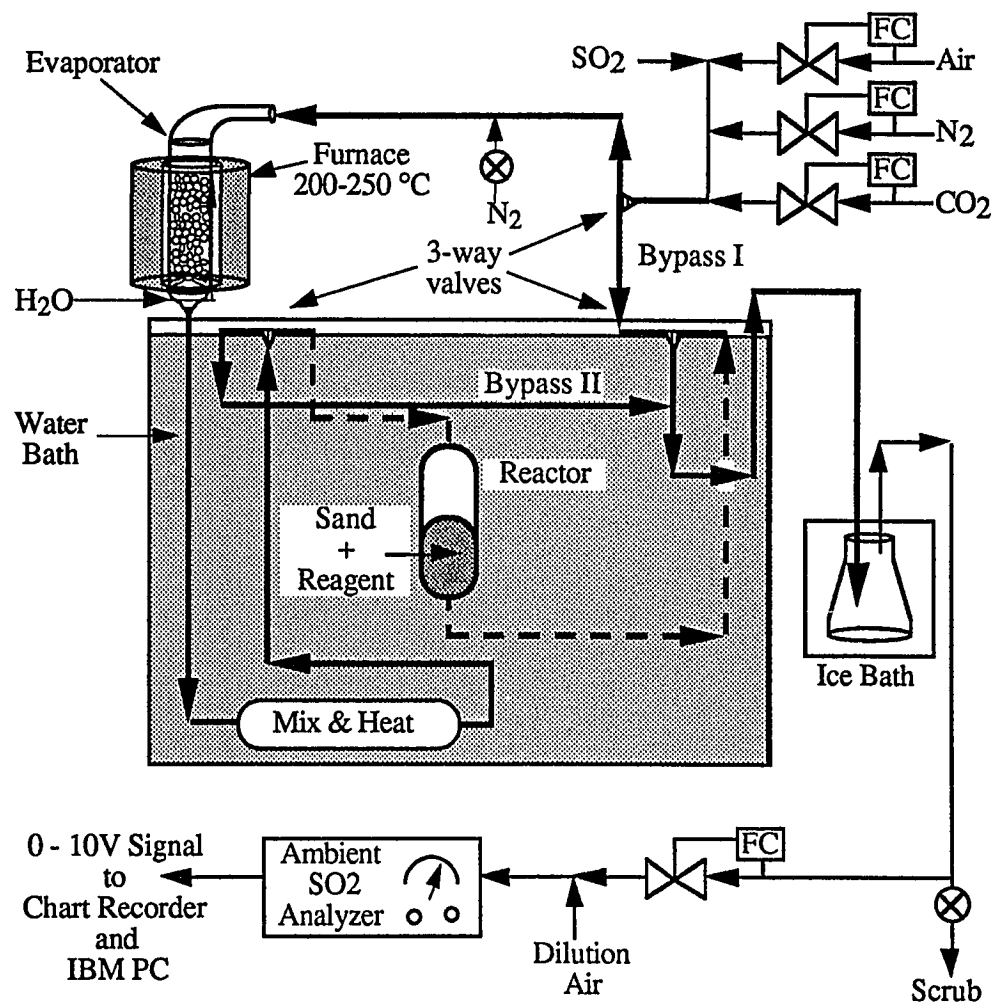 FC
SO2
Air
Evaporator
FC
Furnace
200-250 °C
N2
FC
N2
CO2
3-way
valves
Bypass I
H2O
Bypass II
Water
Bath
Reactor
Sand
+
Reagent
Ice Bath
Mix & Heat
0 - 10V Signal
to
Chart Recorder
and
IBM PC
Ambient
SO2
Analyzer
FC
Dilution
Air
Scrub